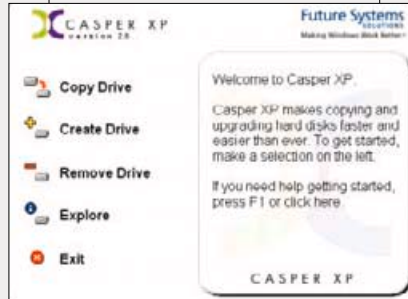 CASPER XP
version 2.0
Future Systems
SOLUTIONS
Making Windows Work Better
Copy Drive
Create Drive
Remove Drive
Explore
Exit
Welcome to Casper XP.
Casper XP makes copying and
upgrading hard disks faster and
easier than ever. To get started,
make a selection on the left.
If you need help getting started,
press F1 or click here.
CASPER XP